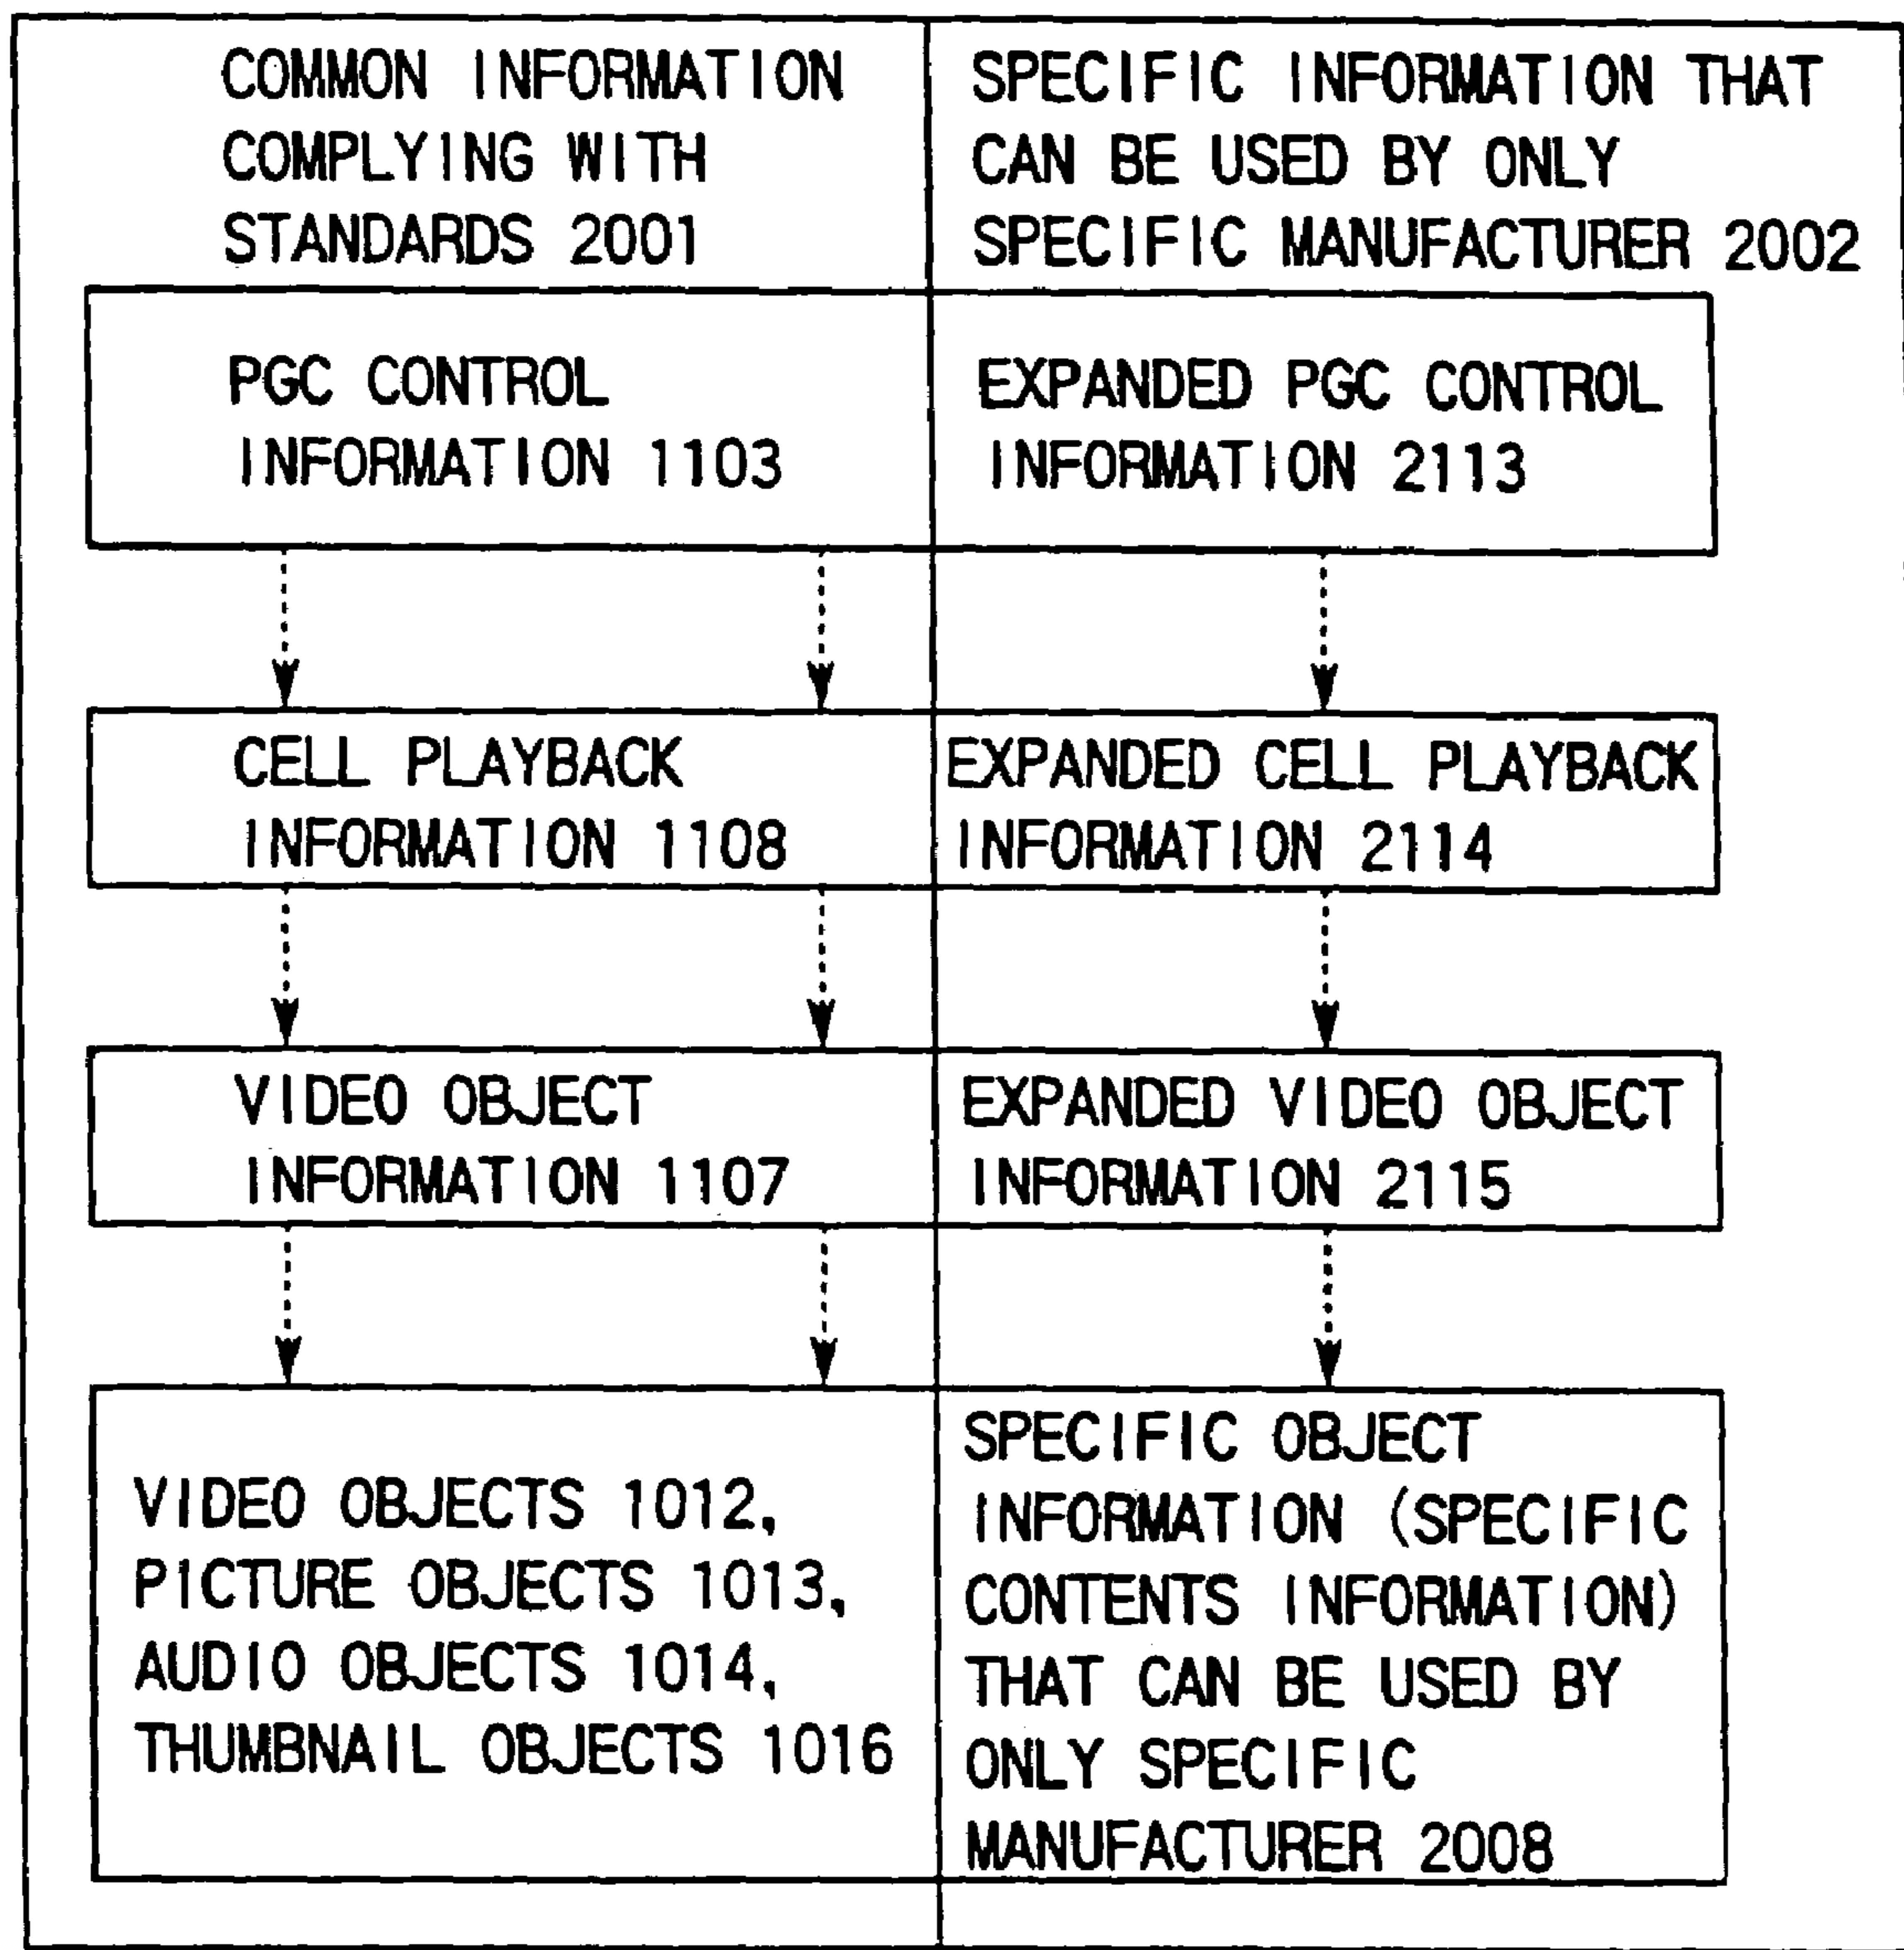 COMMON INFORMATION
COMPLYING WITH
STANDARDS 2001
SPECIFIC INFORMATION THAT
CAN BE USED BY ONLY
SPECIFIC MANUFACTURER 2002
PGC CONTROL
INFORMATION 1103
EXPANDED PGC CONTROL
INFORMATION 2113
CELL PLAYBACK
INFORMATION 1108
EXPANDED CELL PLAYBACK
INFORMATION 2114
VIDEO OBJECT
INFORMATION 1107
EXPANDED VIDEO OBJECT
INFORMATION 2115
VIDEO OBJECTS 1012,
PICTURE OBJECTS 1013,
AUDIO OBJECTS 1014,
THUMBNAIL OBJECTS 1016
SPECIFIC OBJECT
INFORMATION (SPECIFIC
CONTENTS INFORMATION)
THAT CAN BE USED BY
ONLY SPECIFIC
MANUFACTURER 2008